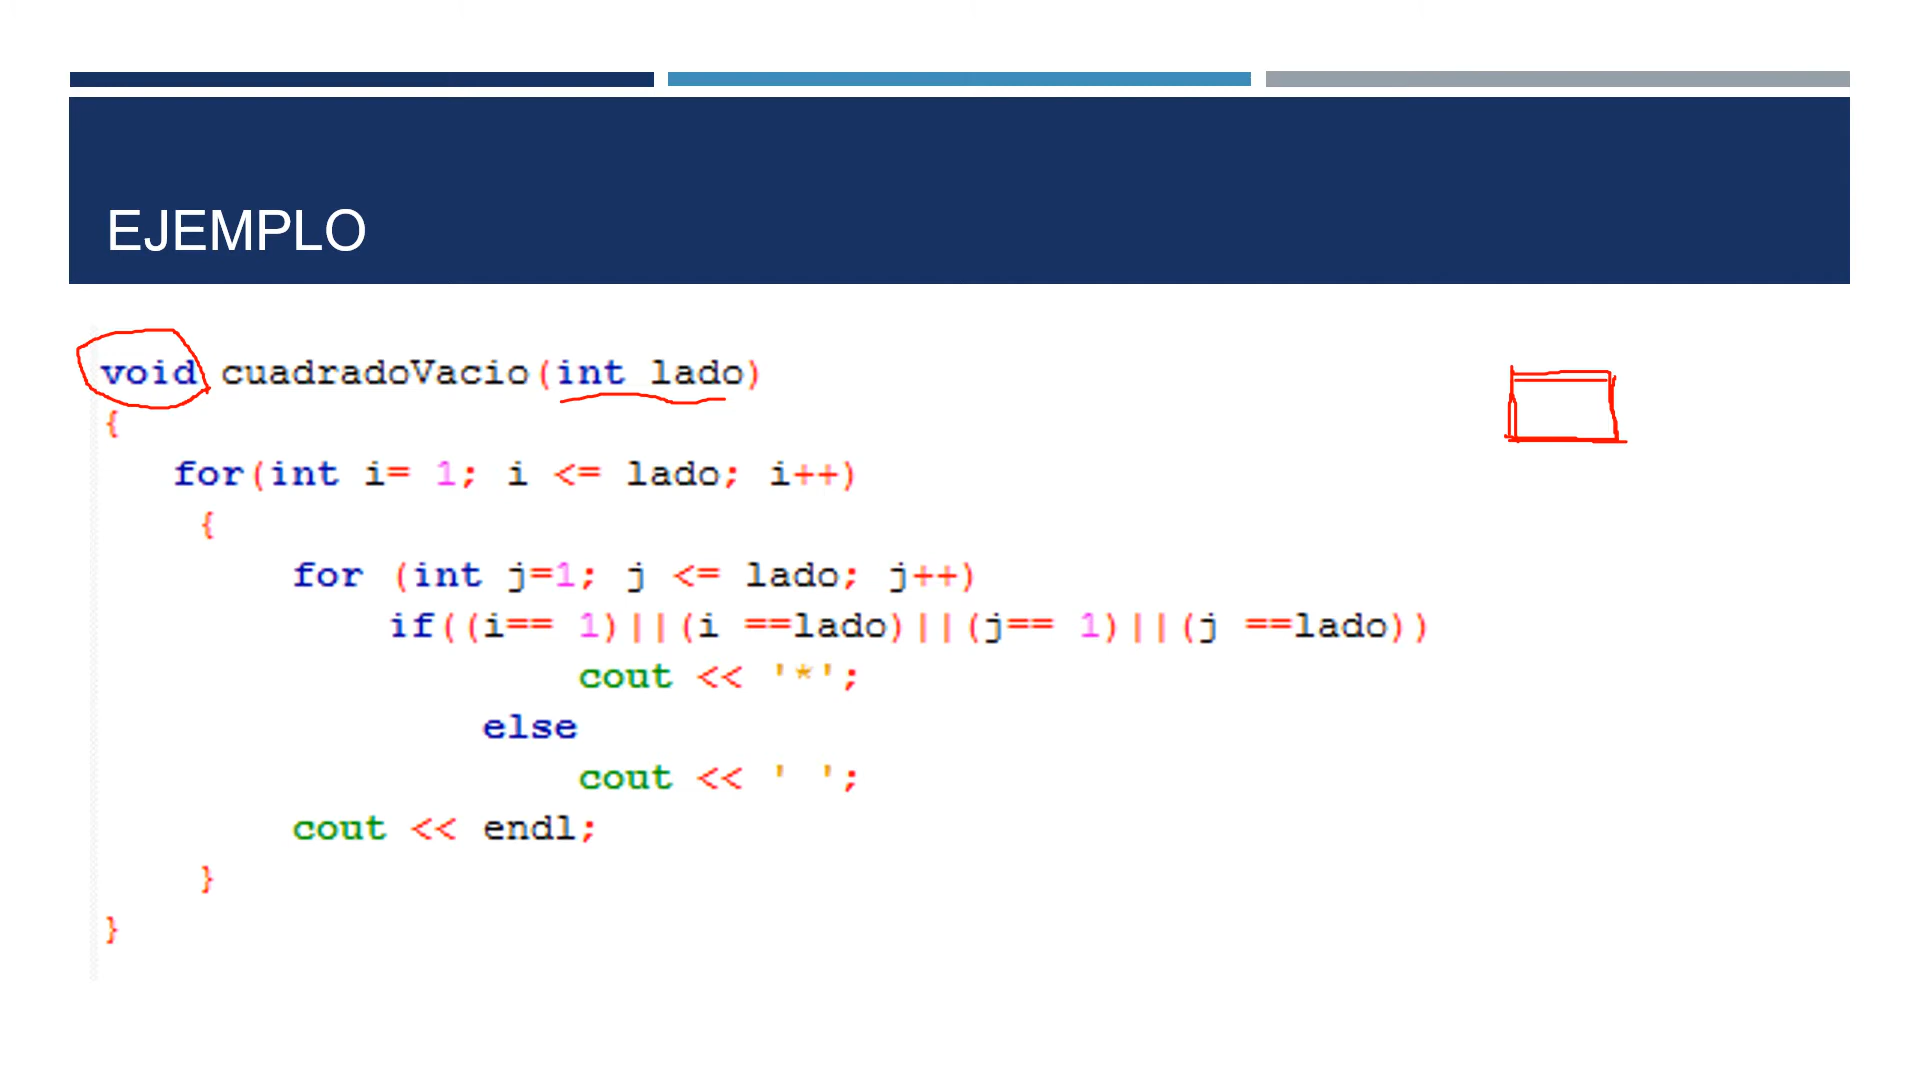 EJEMPLO
void cuadradoVacio(int lado)
{
for(int i= 1; i <= lado; i++)
{
for (int j=1; j <= lado; j++)
if((i== 1)||(i ==lado)||(j== 1)||(j ==lado))
cout << '*';
else
cout << ' ';
cout << endl;
}
}